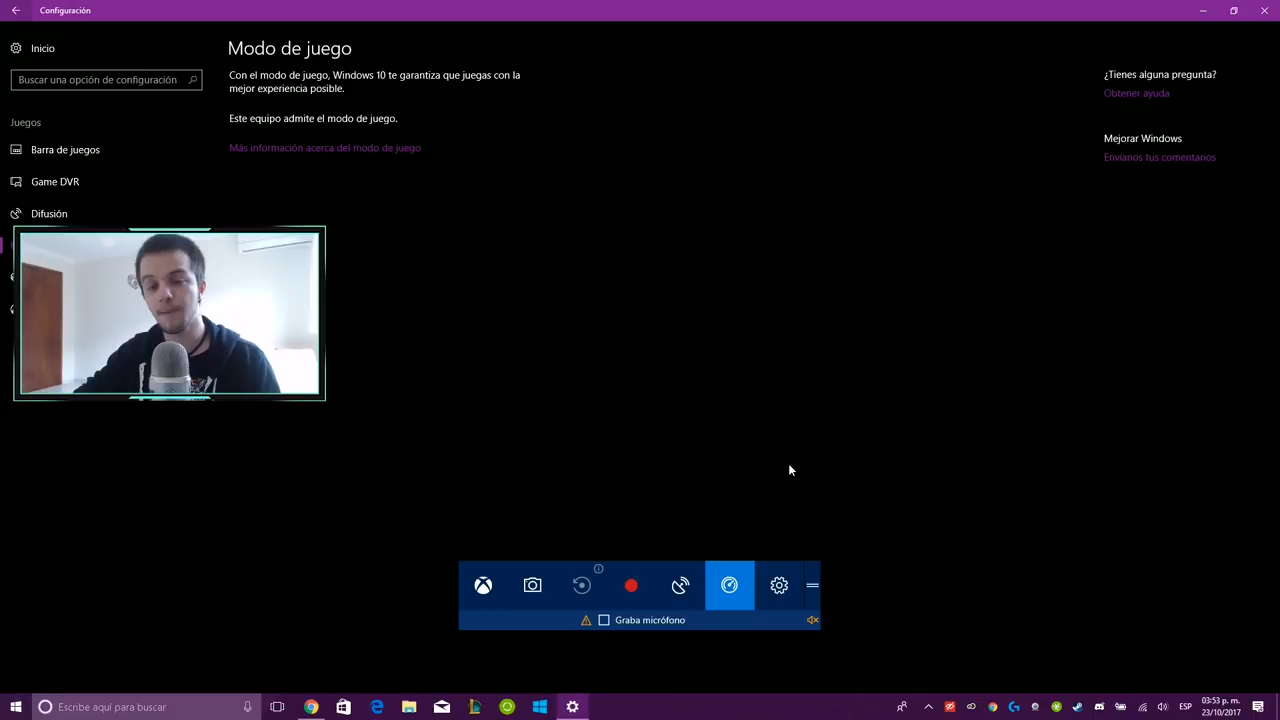 Configuración
Inicio
Buscar una opción de configuración
Juegos
Barra de juegos
Game DVR
Difusión
Modo de juego
Con el modo de juego, Windows 10 te garantiza que juegas con la
mejor experiencia posible.
Este equipo admite el modo de juego.
Más información acerca del modo de juego
¿Tienes alguna pregunta?
Obtener ayuda
Mejorar Windows
Envíanos tus comentarios
Graba micrófono
Escribe aquí para buscar
ESP
03:53 p. m.
23/10/2017